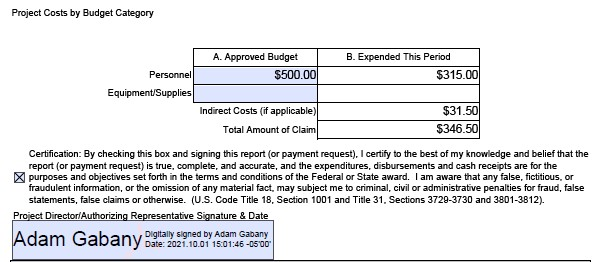 Project Costs by Budget Category
A. Approved Budget B. Expended This Period
Personnel $500.00 $315.00
Equipment/Supplies
Indirect Costs (if applicable) $31.50
Total Amount of Claim $346.50
Certification: By checking this box and signing this report (or payment request), I certify to the best of my knowledge and belief that the
report (or payment request) is true, complete, and accurate, and the expenditures, disbursements and cash receipts are for the
purposes and objectives set forth in the terms and conditions of the Federal or State award. I am aware that any false, fictitious, or
fraudulent information, or the omission of any material fact, may subject me to criminal, civil or administrative penalties for fraud, false
statements, false claims or otherwise. (U.S. Code Title 18, Section 1001 and Title 31, Sections 3729-3730 and 3801-3812).
Project Director/Authorizing Representative Signature & Date
Adam Gabany
Digitally signed by Adam Gabany
Date: 2021.10.01 15:01:46 -05'00'